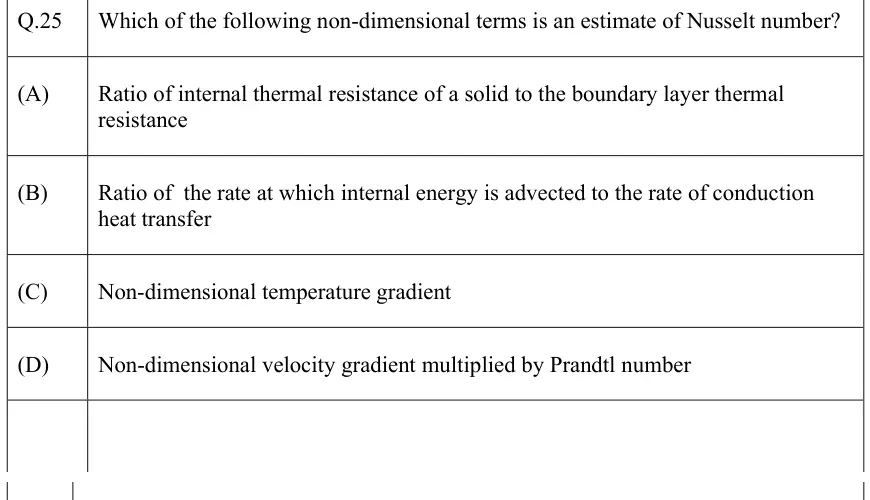 Q.25 Which of the following non-dimensional terms is an estimate of Nusselt number?
(A) Ratio of internal thermal resistance of a solid to the boundary layer thermal
resistance
(B) Ratio of the rate at which internal energy is advected to the rate of conduction
heat transfer
(C) Non-dimensional temperature gradient
(D) Non-dimensional velocity gradient multiplied by Prandtl number